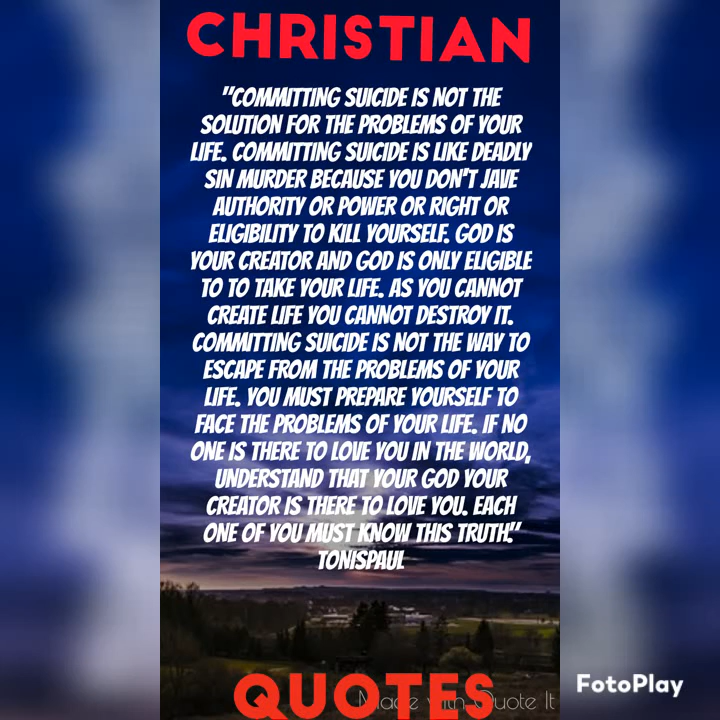 CHRISTIAN
"COMMITTING SUICIDE IS NOT THE
SOLUTION FOR THE PROBLEMS OF YOUR
LIFE. COMMITTING SUICIDE IS LIKE DEADLY
SIN MURDER BECAUSE YOU DON'T JAVE
AUTHORITY OR POWER OR RIGHT OR
ELIGIBILITY TO KILL YOURSELF. GOD IS
YOUR CREATOR AND GOD IS ONLY ELIGIBLE
TO TO TAKE YOUR LIFE. AS YOU CANNOT
CREATE LIFE YOU CANNOT DESTROY IT.
COMMITTING SUICIDE IS NOT THE WAY TO
ESCAPE FROM THE PROBLEMS OF YOUR
LIFE. YOU MUST PREPARE YOURSELF TO
FACE THE PROBLEMS OF YOUR LIFE. IF NO
ONE IS THERE TO LOVE YOU IN THE WORLD,
UNDERSTAND THAT YOUR GOD YOUR
CREATOR IS THERE TO LOVE YOU. EACH
ONE OF YOU MUST KNOW THIS TRUTH."
TONISPAUL
QUOTES
Made with Quote It
FotoPlay